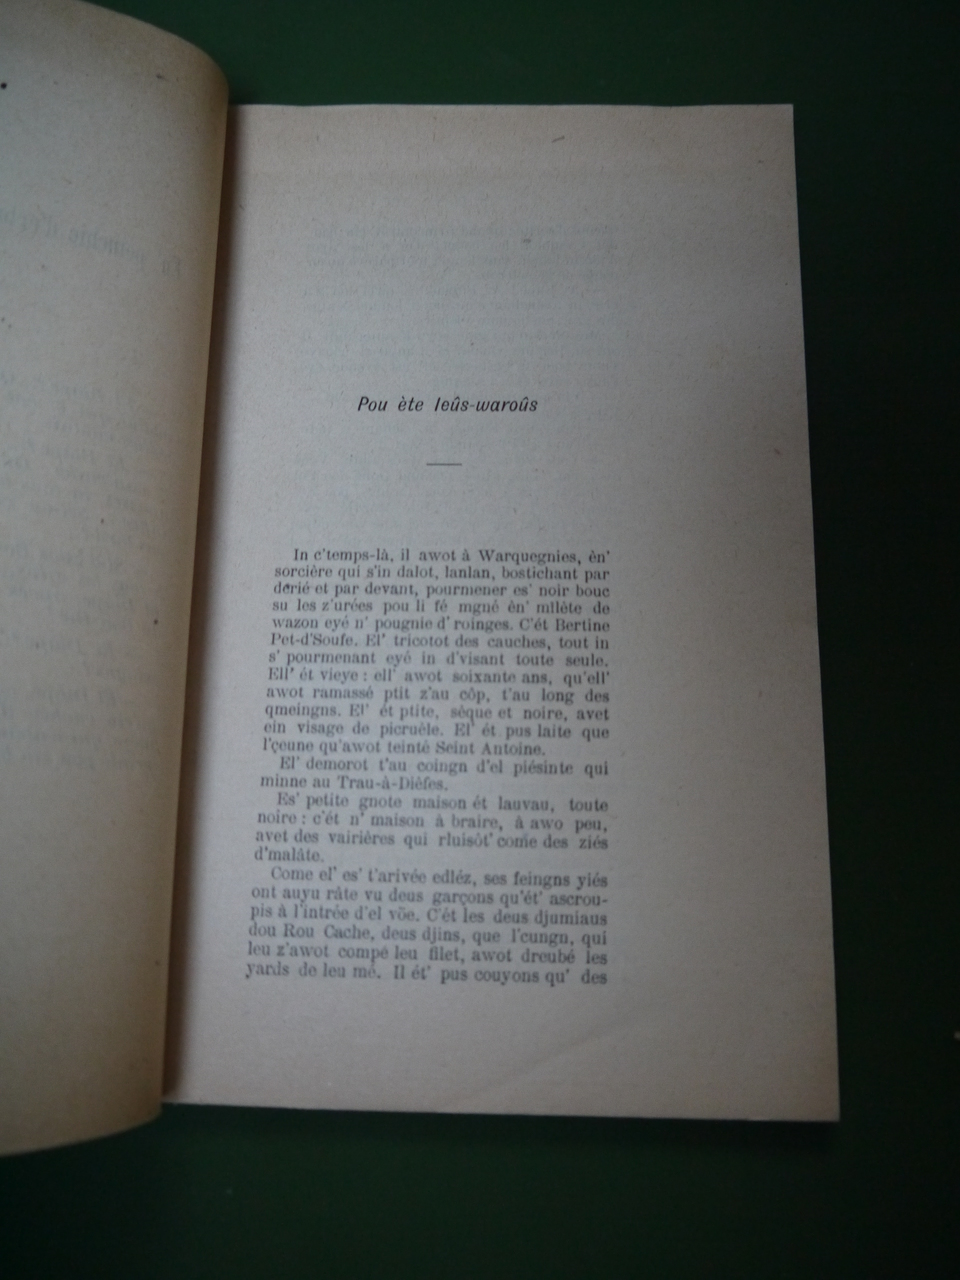 Pou ète leûs-waroûs
In c'temps-là, il awot à Warquegnies, èn'
sorcière qui s'in dalot, lanlan, bostichant par
dérié et par devant, pourmener es' noir bouc
su les z'urées pou li fé mgné èn' mllète de
wazon eyé n' pougnie d' roinges. C'ét Bertine
Pet-d'Soufe. El' tricotot des cauches, tout in
s' pourmenant eyé in d'visant toute seule.
Ell' ét vieye : ell' awot soixante ans, qu'ell'
awot ramassé ptit z'au côp, t'au long des
qmeingns. El' ét ptite, sèque et noire, avet
ein visage de picruèle. El' ét pus laite que
l'çeune qu'awot teinté Seint Antoine.
El' demorot t'au coingn d'el piésinte qui
minne au Trau-à-Dièfes.
Es' petite gnote maison ét lauvau, toute
noire : c'ét n' maison à braire, à awo peu,
avet des vairières qui rluisôt' come des ziés
d'malâte.
Come el' es' t'arivée edléz, ses feingns yiés
ont auyu râte vu deus garçons qu'ét' ascrou-
pis à l'intrée d'el vöe. C'ét les deus djumiaus
dou Rou Cache, deus djins, que l'cungn, qui
leu z'awot compé leu filet, awot dreubé les
yards de leu mé. Il ét' pus couyons qu' des